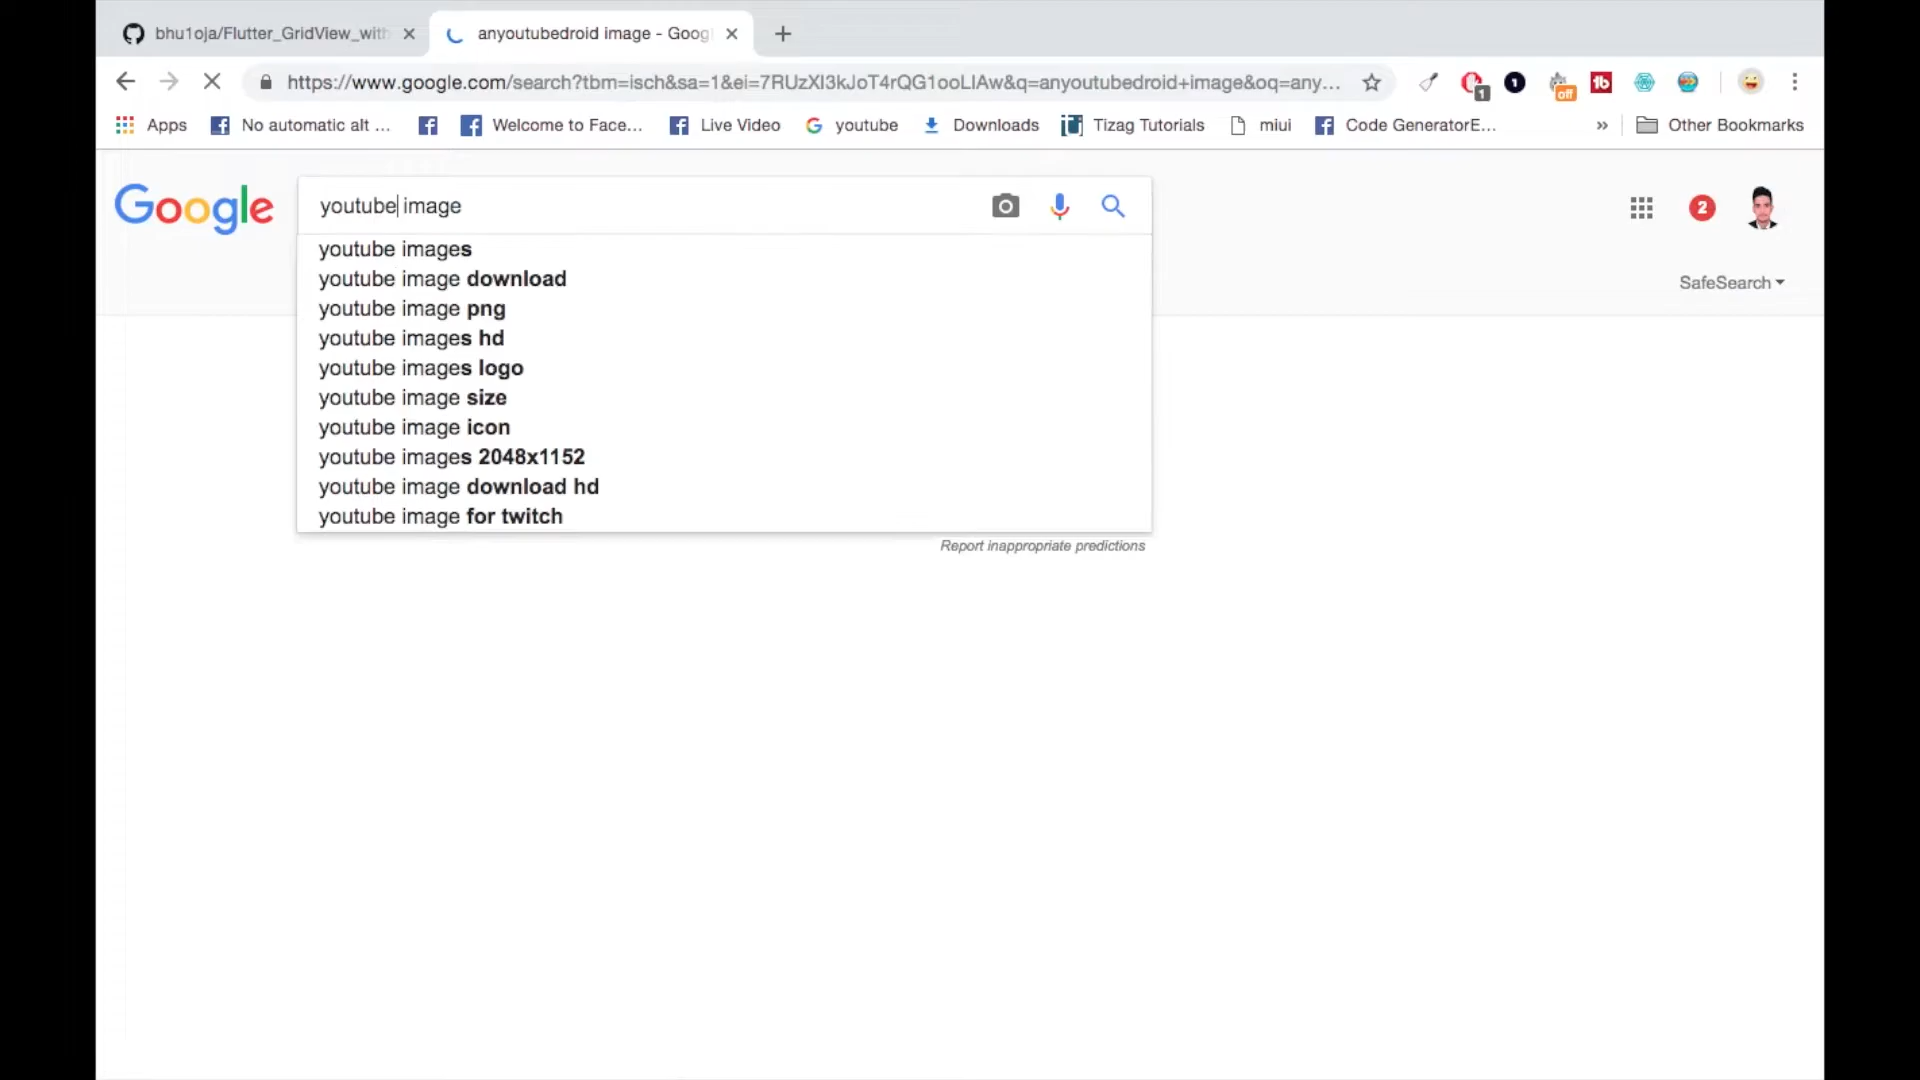 bhu1oja/Flutter_GridView_with
anyoutubedroid image - Goog
https://www.google.com/search?tbm=isch&sa=1&ei=7RUzXI3kJoT4rQG1ooLIAw&q=anyoutubedroid+image&oq=any...
1
1
off
tb
Apps
No automatic alt ...
Welcome to Face...
Live Video
youtube
Downloads
Tizag Tutorials
miui
Code GeneratorE...
»
Other Bookmarks
Google
youtube image
2
SafeSearch
youtube images
youtube image download
youtube image png
youtube images hd
youtube images logo
youtube image size
youtube image icon
youtube images 2048x1152
youtube image download hd
youtube image for twitch
Report inappropriate predictions